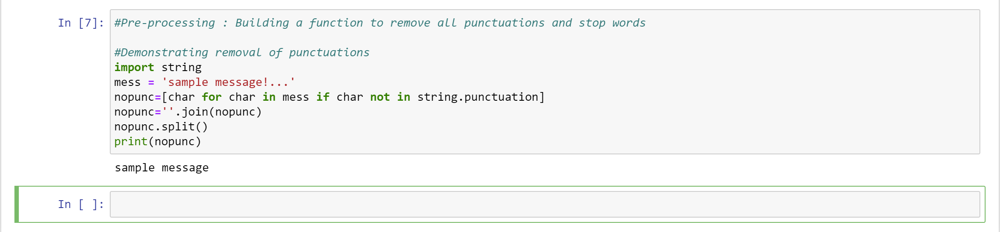 In [7]: #Pre-processing : Building a function to remove all punctuations and stop words
#Demonstrating removal of punctuations
import string
mess = 'sample message!...'
nopunc=[char for char in mess if char not in string.punctuation]
nopunc=''.join(nopunc)
nopunc.split()
print(nopunc)
sample message
In [ ]: